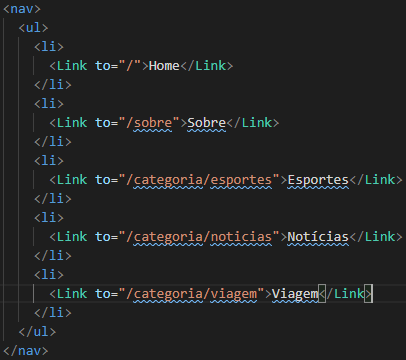 <nav>
<ul>
<li>
<Link to="/">Home</Link>
</li>
<li>
<Link to="/sobre">Sobre</Link>
</li>
<li>
<Link to="/categoria/esportes">Esportes</Link>
</li>
<li>
<Link to="/categoria/noticias">Notícias</Link>
</li>
<li>
<Link to="/categoria/viagem">Viagem</Link>
</li>
</ul>
</nav>